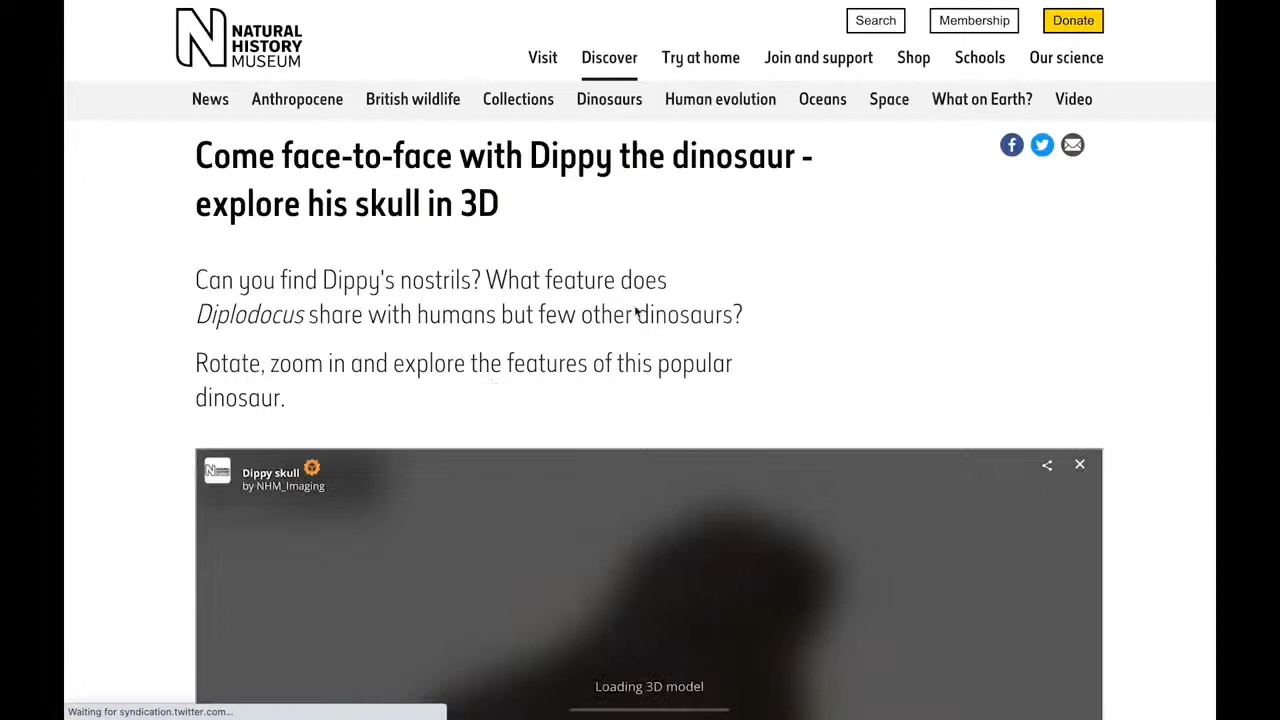 NATURAL
HISTORY
MUSEUM
Search Membership Donate
Visit Discover Try at home Join and support Shop Schools Our science
News Anthropocene British wildlife Collections Dinosaurs Human evolution Oceans Space What on Earth? Video
Come face-to-face with Dippy the dinosaur -
explore his skull in 3D
Can you find Dippy's nostrils? What feature does
Diplodocus share with humans but few other dinosaurs?
Rotate, zoom in and explore the features of this popular
dinosaur.
Dippy skull
by NHM_Imaging
Loading 3D model
Waiting for syndication.twitter.com...